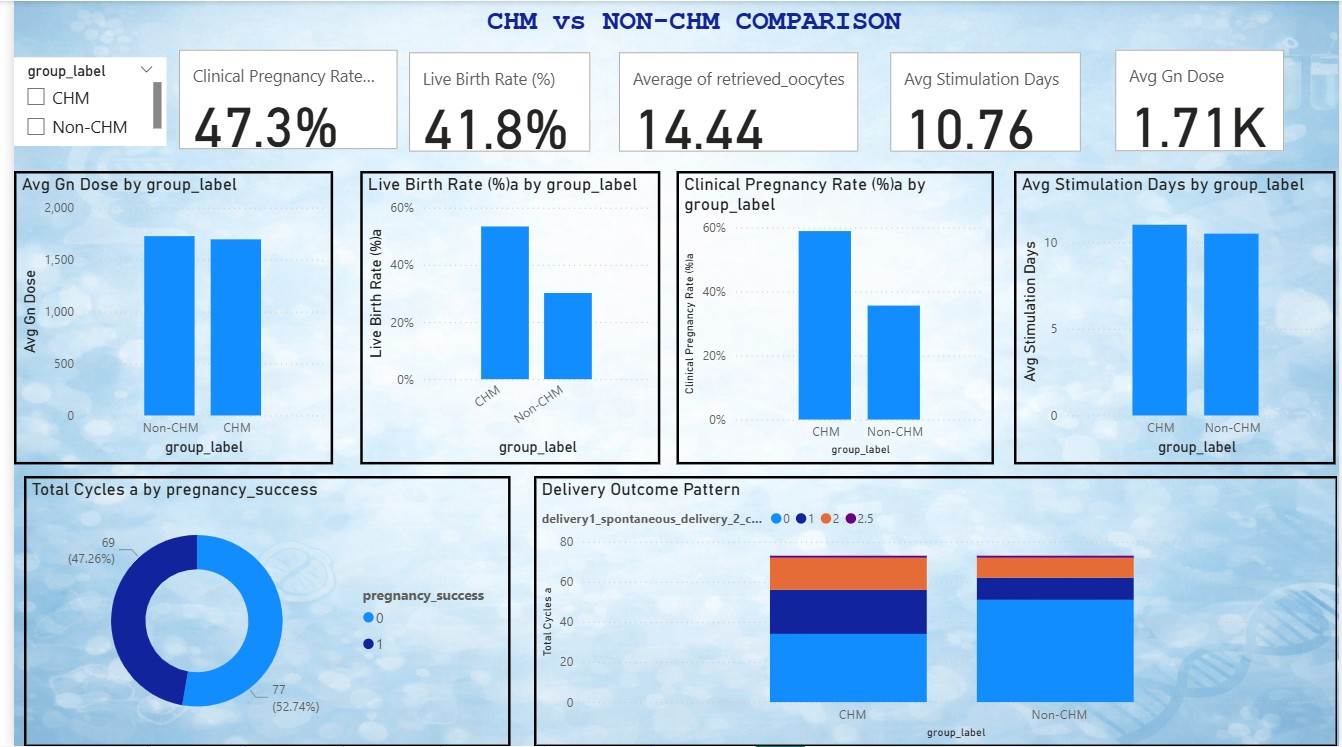 CHM vs NON-CHM COMPARISON
group_label
CHM
Non-CHM
Clinical Pregnancy Rate...
47.3%
Live Birth Rate (%)
41.8%
Average of retrieved_oocytes
14.44
Avg Stimulation Days
10.76
Avg Gn Dose
1.71K
Avg Gn Dose by group_label
Avg Gn Dose
2,000
1,500
1,000
500
0
Non-CHM
CHM
group_label
Live Birth Rate (%)a by group_label
Live Birth Rate (%)a
60%
40%
20%
0%
CHM
Non-CHM
group_label
Clinical Pregnancy Rate (%)a by
group_label
Clinical Pregnancy Rate (%)a
60%
40%
20%
0%
CHM
Non-CHM
group_label
Avg Stimulation Days by group_label
Avg Stimulation Days
10
5
0
CHM
Non-CHM
group_label
Total Cycles a by pregnancy_success
69
(47.26%)
77
(52.74%)
pregnancy_success
0
1
Delivery Outcome Pattern
delivery1_spontaneous_delivery_2_c... 0 1 2 2.5
Total Cycles a
80
60
40
20
0
CHM
Non-CHM
group_label